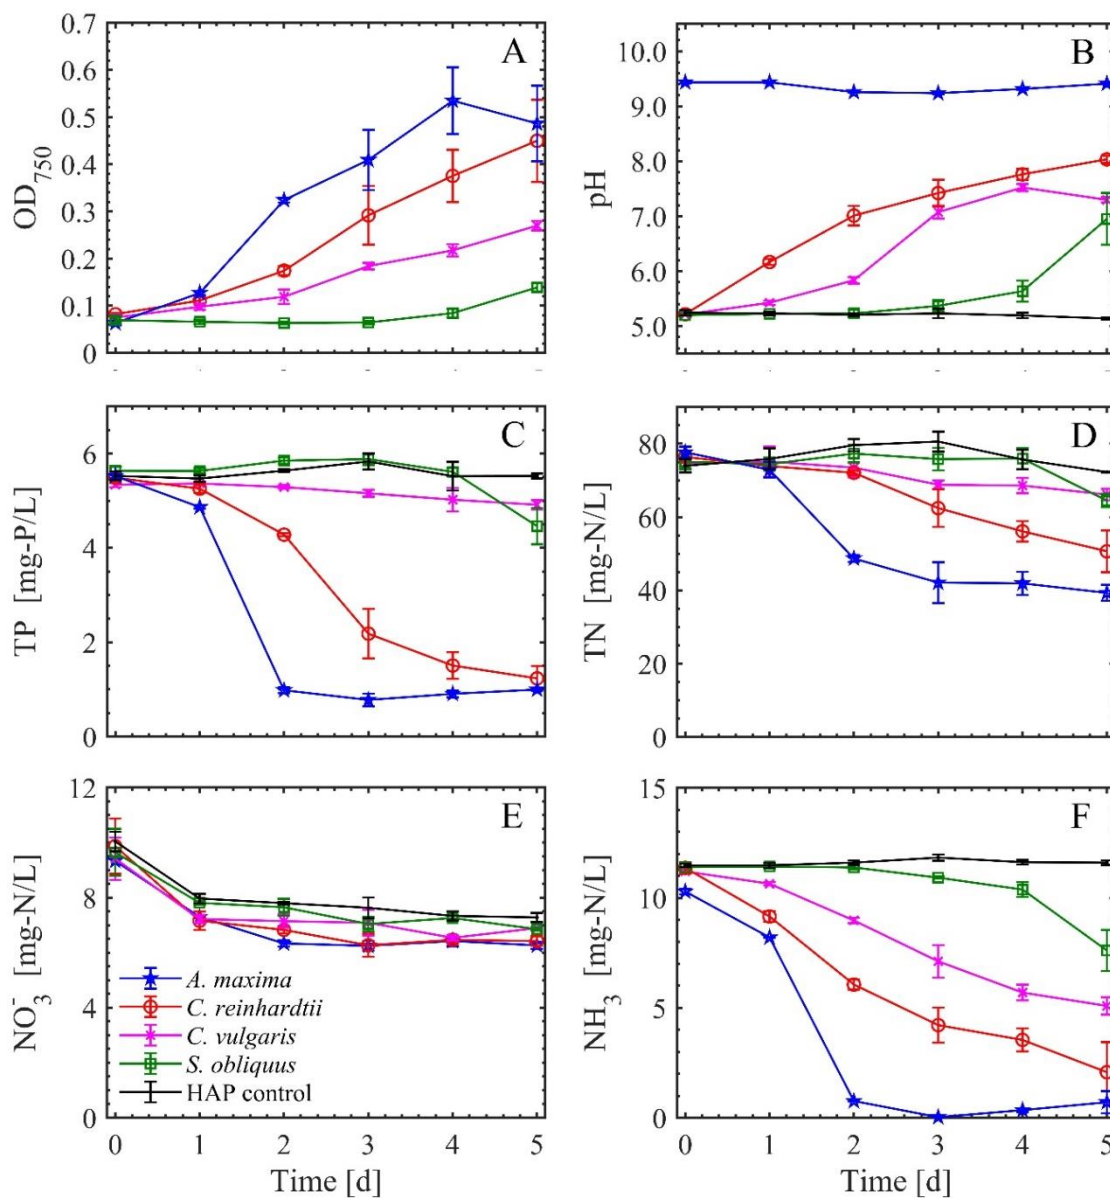 A
OD750
0.7
0.6
0.5
0.4
0.3
0.2
0.1
0
B
pH
10.0
9.0
8.0
7.0
6.0
5.0
C
TP [mg-P/L]
6
4
2
0
D
TN [mg-N/L]
80
60
40
20
0
E
NO3- [mg-N/L]
12
8
4
0
A. maxima
C. reinhardtii
C. vulgaris
S. obliquus
HAP control
0 1 2 3 4 5
Time [d]
F
NH3 [mg-N/L]
15
10
5
0
0 1 2 3 4 5
Time [d]